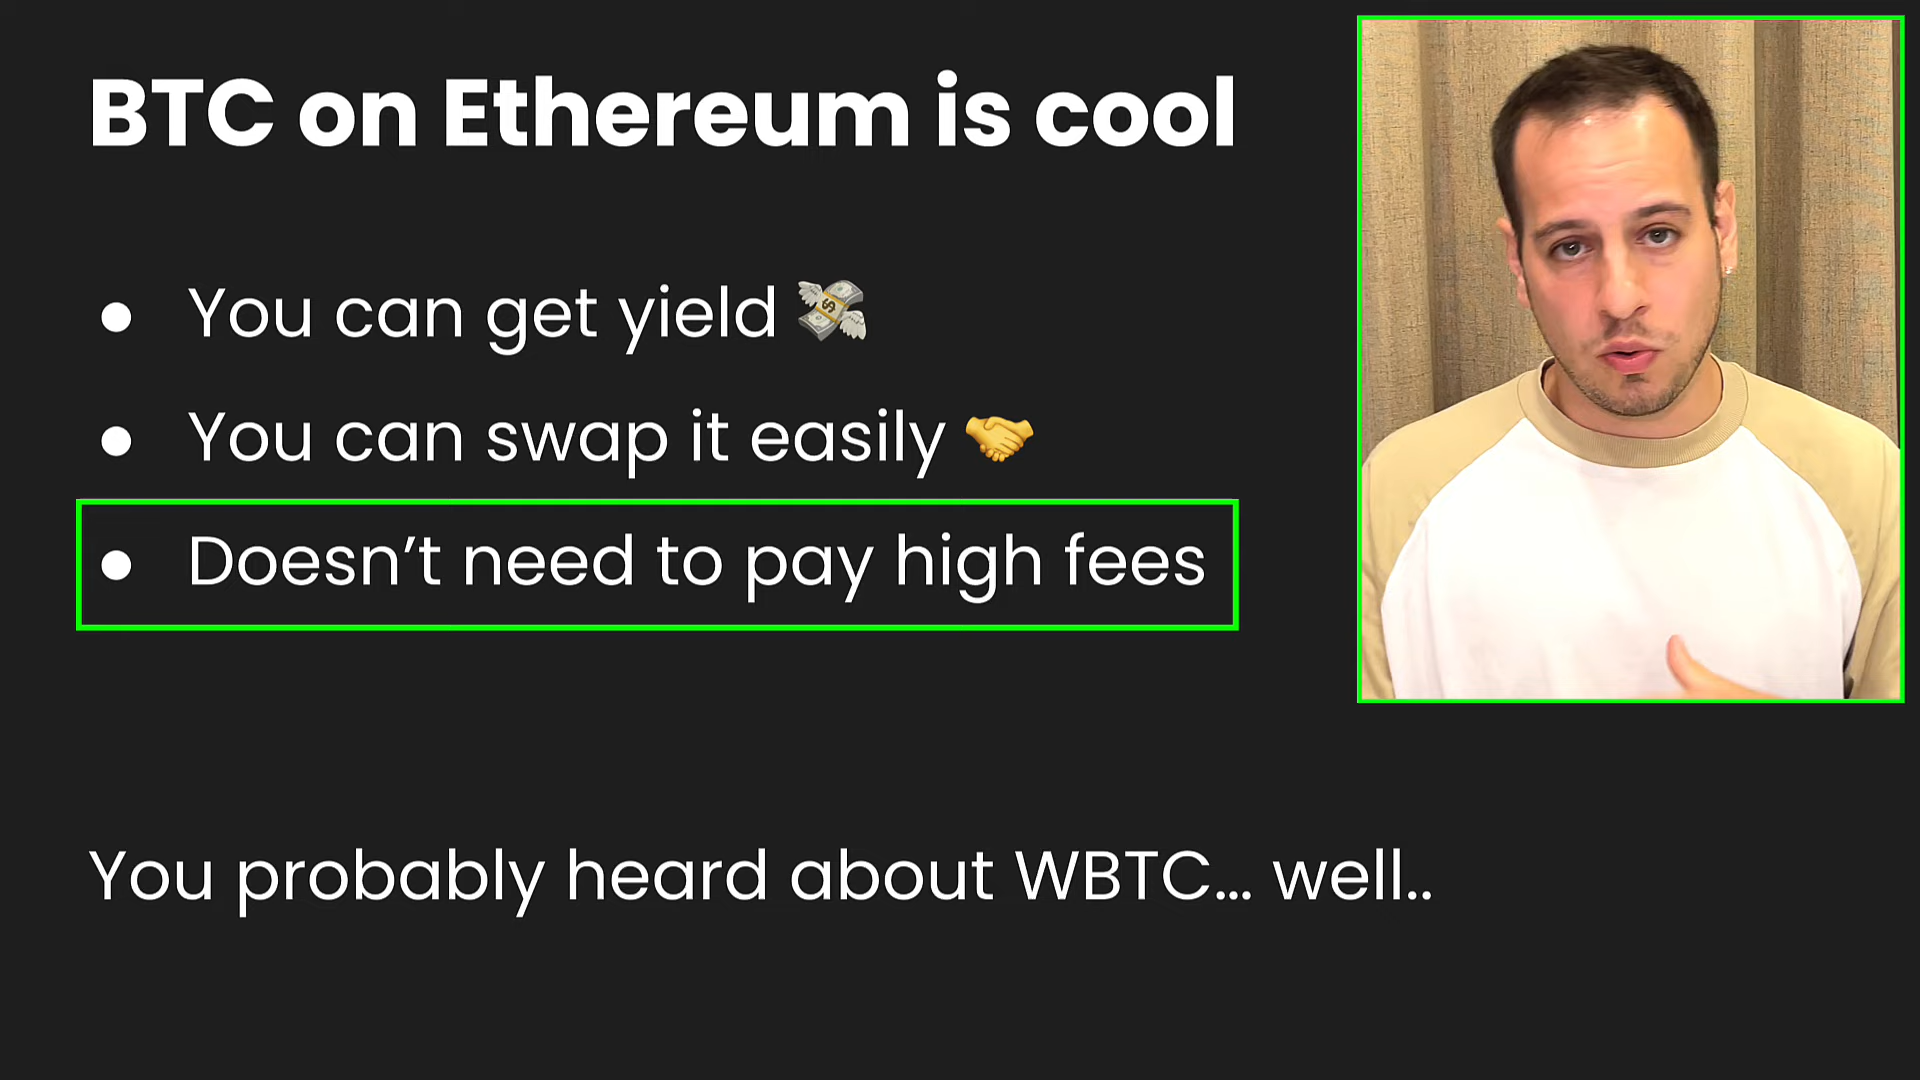 BTC on Ethereum is cool
● You can get yield 💸
● You can swap it easily 🤝
● Doesn’t need to pay high fees
You probably heard about WBTC... well..